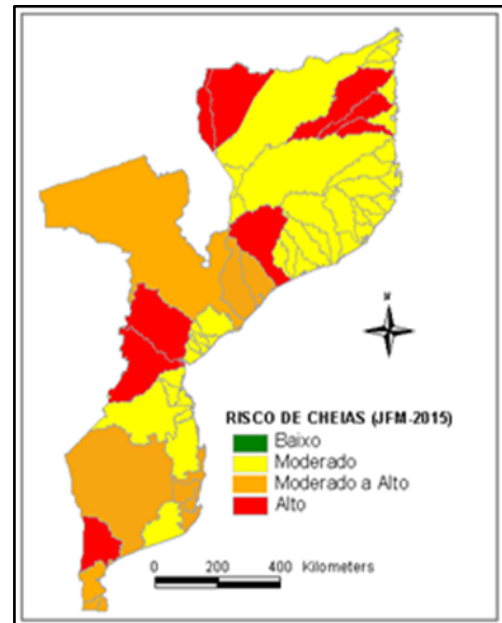 N
RISCO DE CHEIAS (JFM-2015)
Baixo
Moderado
Moderado a Alto
Alto
0 200 400 Kilometers